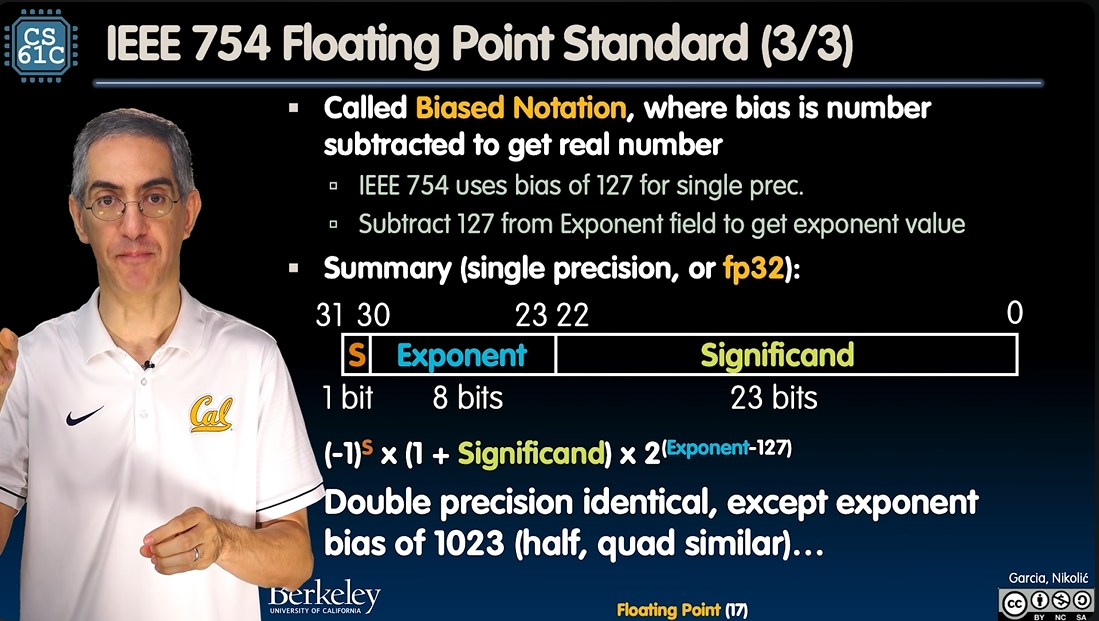 CS
61C
IEEE 754 Floating Point Standard (3/3)
▪ Called Biased Notation, where bias is number
subtracted to get real number
▫ IEEE 754 uses bias of 127 for single prec.
▫ Subtract 127 from Exponent field to get exponent value
▪ Summary (single precision, or fp32):
31 30 23 22 0
S Exponent Significand
1 bit 8 bits 23 bits
(-1)^S x (1 + Significand) x 2^(Exponent-127)
Double precision identical, except exponent
bias of 1023 (half, quad similar)…
Cal
Berkeley
UNIVERSITY OF CALIFORNIA
Floating Point (17)
Garcia, Nikolić
cc
BY NC SA